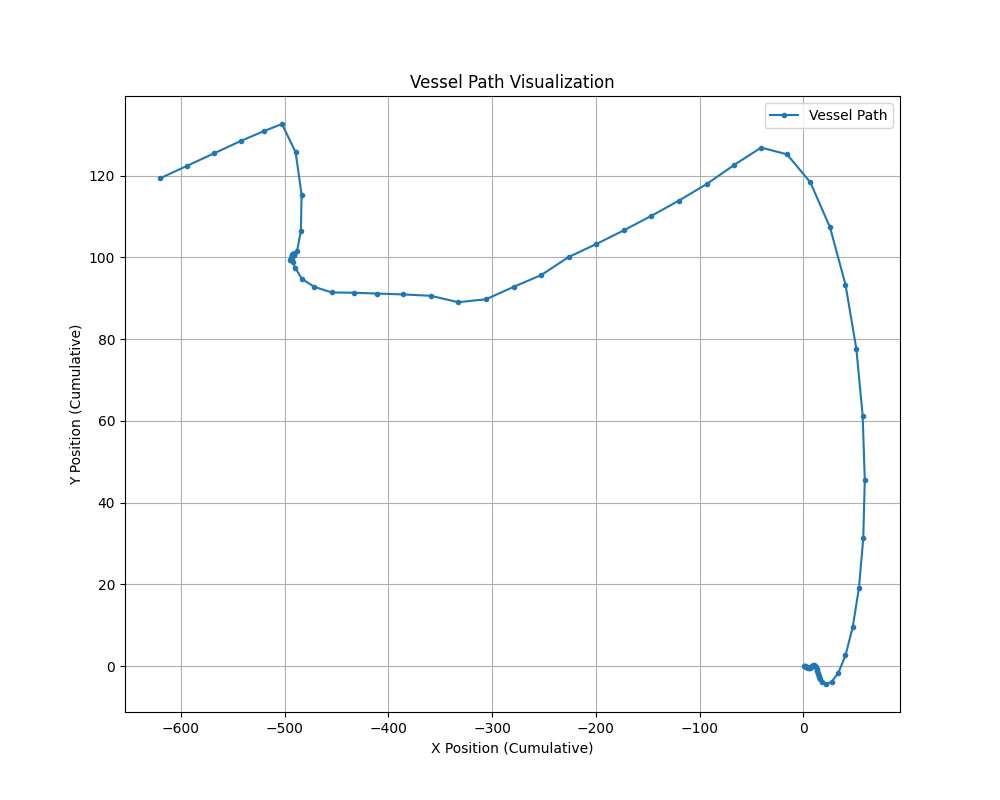 Vessel Path Visualization
Vessel Path
Y Position (Cumulative)
120
100
80
60
40
20
0
−600 −500 −400 −300 −200 −100 0
X Position (Cumulative)